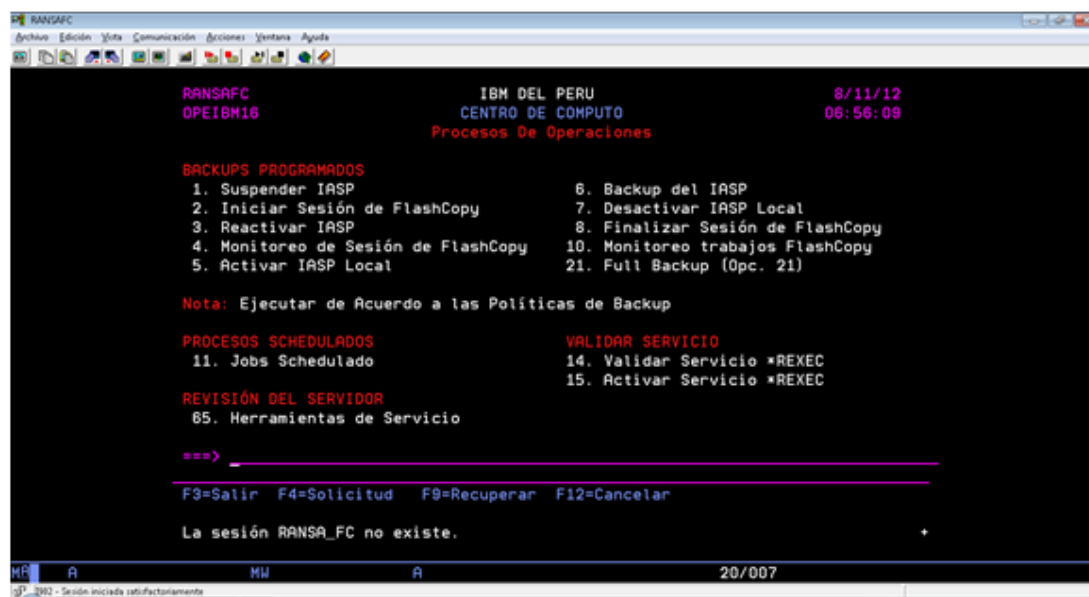 RANSAFC
Archivo Edición Vista Comunicación Acciones Ventana Ayuda
RANSAFC IBM DEL PERU 8/11/12
OPEIBM16 CENTRO DE COMPUTO 06:56:09
Procesos De Operaciones
BACKUPS PROGRAMADOS
1. Suspender IASP 6. Backup del IASP
2. Iniciar Sesión de FlashCopy 7. Desactivar IASP Local
3. Reactivar IASP 8. Finalizar Sesión de FlashCopy
4. Monitoreo de Sesión de FlashCopy 10. Monitoreo trabajos FlashCopy
5. Activar IASP Local 21. Full Backup (Opc. 21)
Nota: Ejecutar de Acuerdo a las Políticas de Backup
PROCESOS SCHEDULADOS VALIDAR SERVICIO
11. Jobs Schedulado 14. Validar Servicio *REXEC
15. Activar Servicio *REXEC
REVISIÓN DEL SERVIDOR
65. Herramientas de Servicio
===>
F3=Salir F4=Solicitud F9=Recuperar F12=Cancelar
La sesión RANSA_FC no existe. +
MA A MW A 20/007
I902 - Sesión iniciada satisfactoriamente